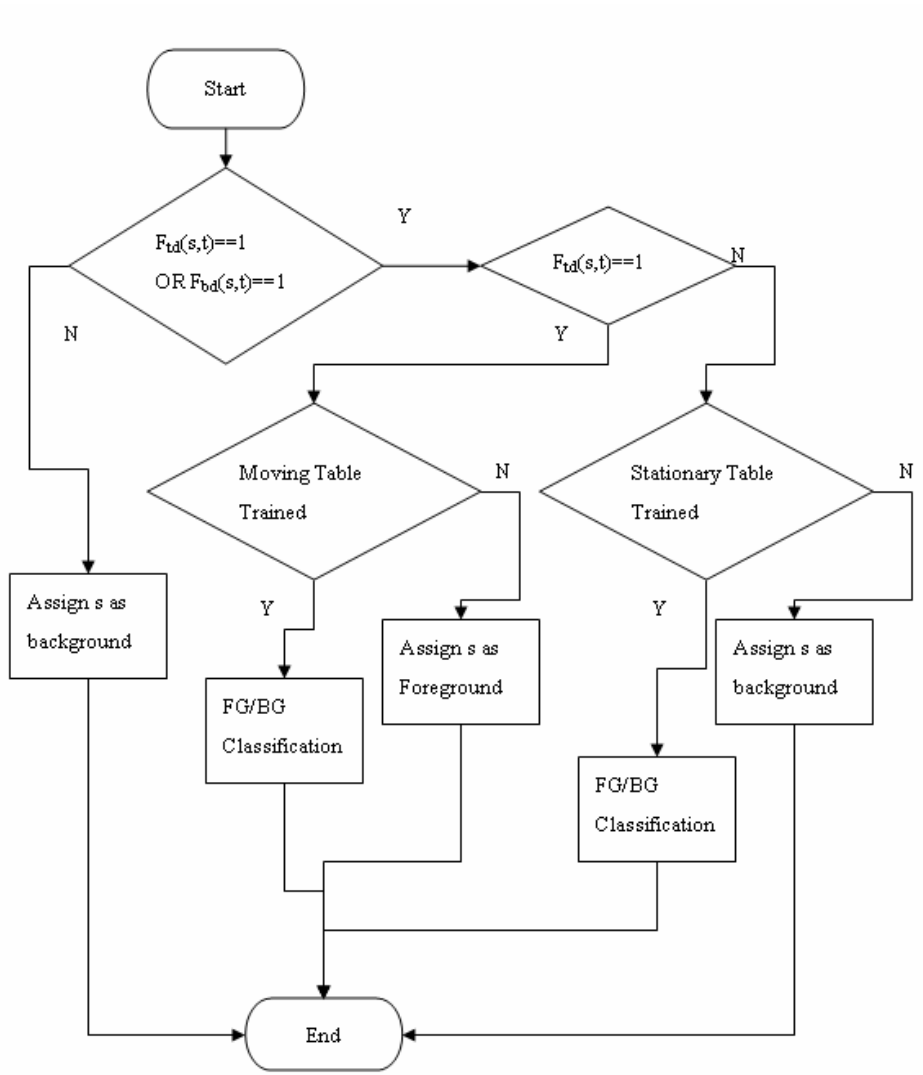 Start
F_td(s,t)==1
OR F_bd(s,t)==1
Y
N
F_td(s,t)==1
N
Y
Moving Table
Trained
N
Y
Stationary Table
Trained
N
Y
Assign s as
background
FG/BG
Classification
Assign s as
Foreground
FG/BG
Classification
Assign s as
background
End